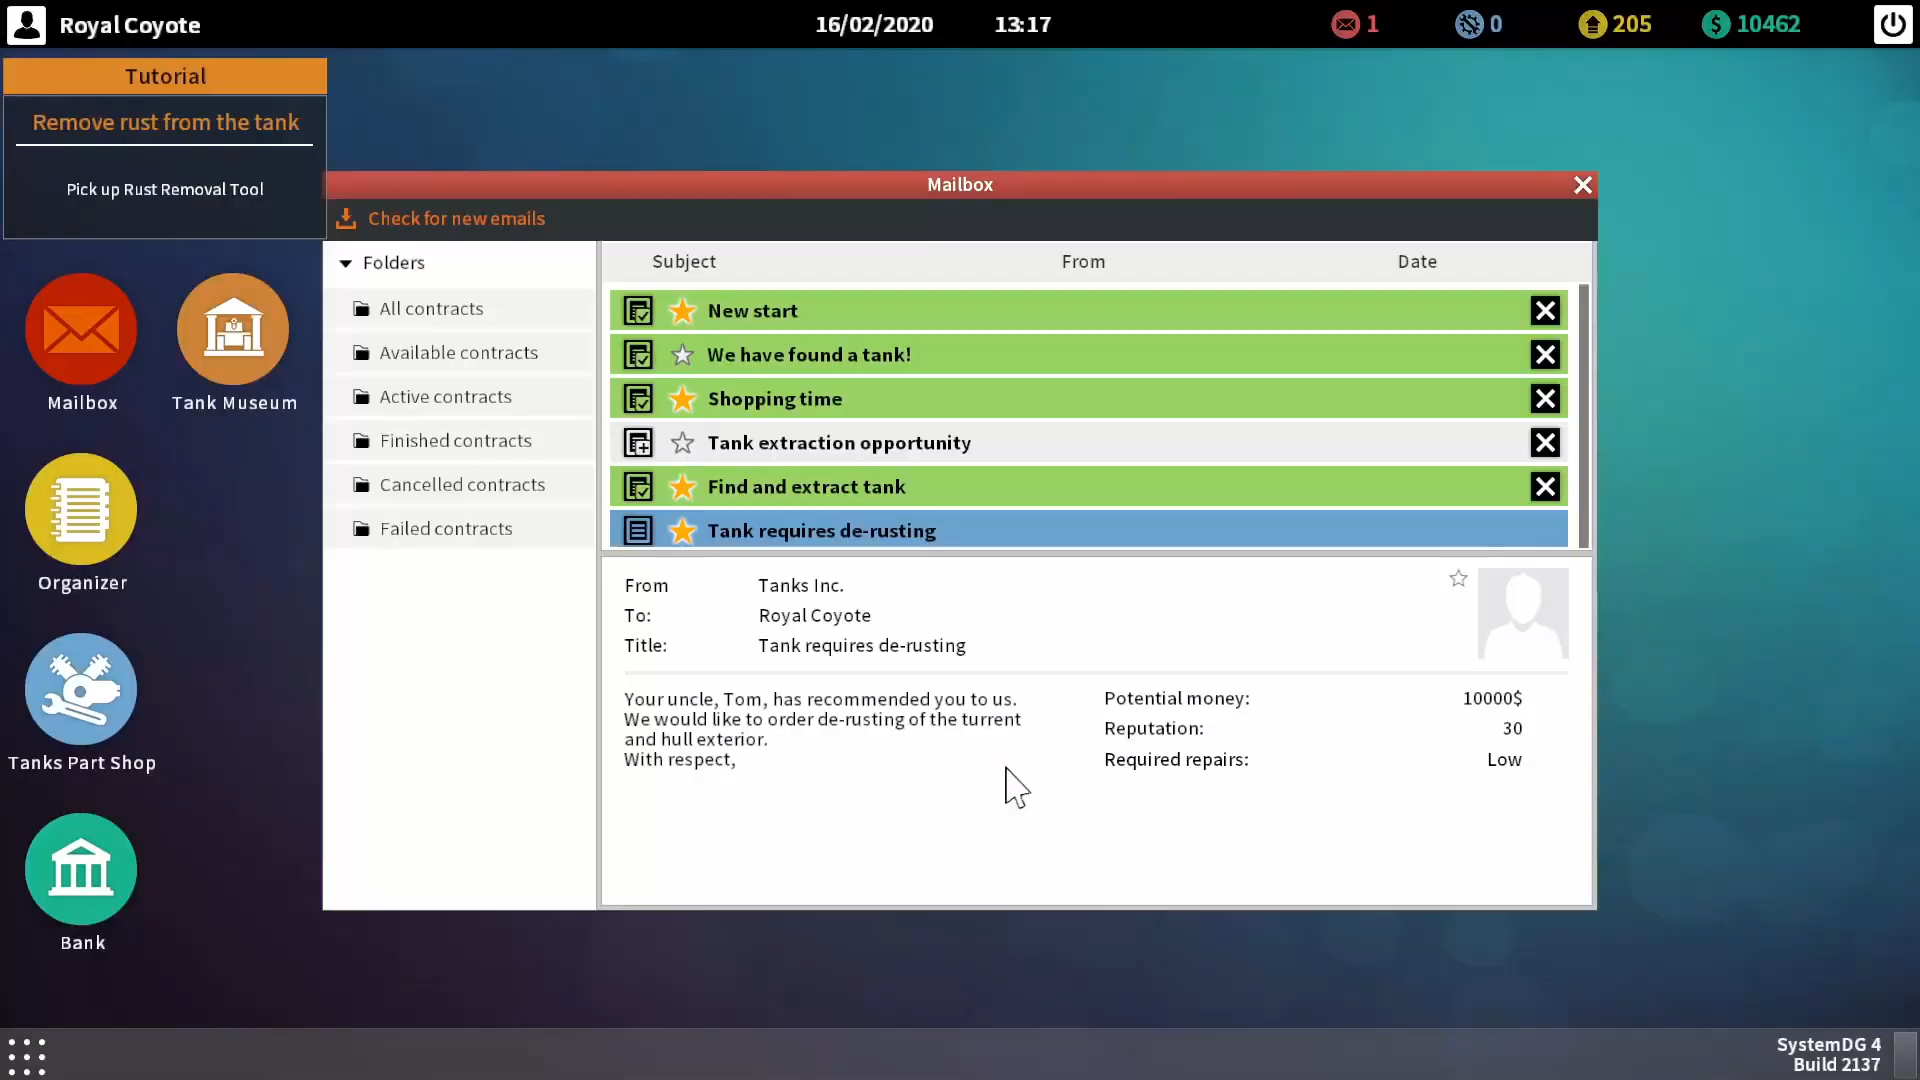 Royal Coyote
16/02/2020
13:17
1
0
205
10462
Tutorial
Remove rust from the tank
Pick up Rust Removal Tool
Mailbox
Tank Museum
Organizer
Tanks Part Shop
Bank
Mailbox
Check for new emails
Folders
All contracts
Available contracts
Active contracts
Finished contracts
Cancelled contracts
Failed contracts
Subject From Date
New start
We have found a tank!
Shopping time
Tank extraction opportunity
Find and extract tank
Tank requires de-rusting
From Tanks Inc.
To: Royal Coyote
Title: Tank requires de-rusting
Your uncle, Tom, has recommended you to us.
We would like to order de-rusting of the turrent
and hull exterior.
With respect,
Potential money: 10000$
Reputation: 30
Required repairs: Low
SystemDG 4
Build 2137